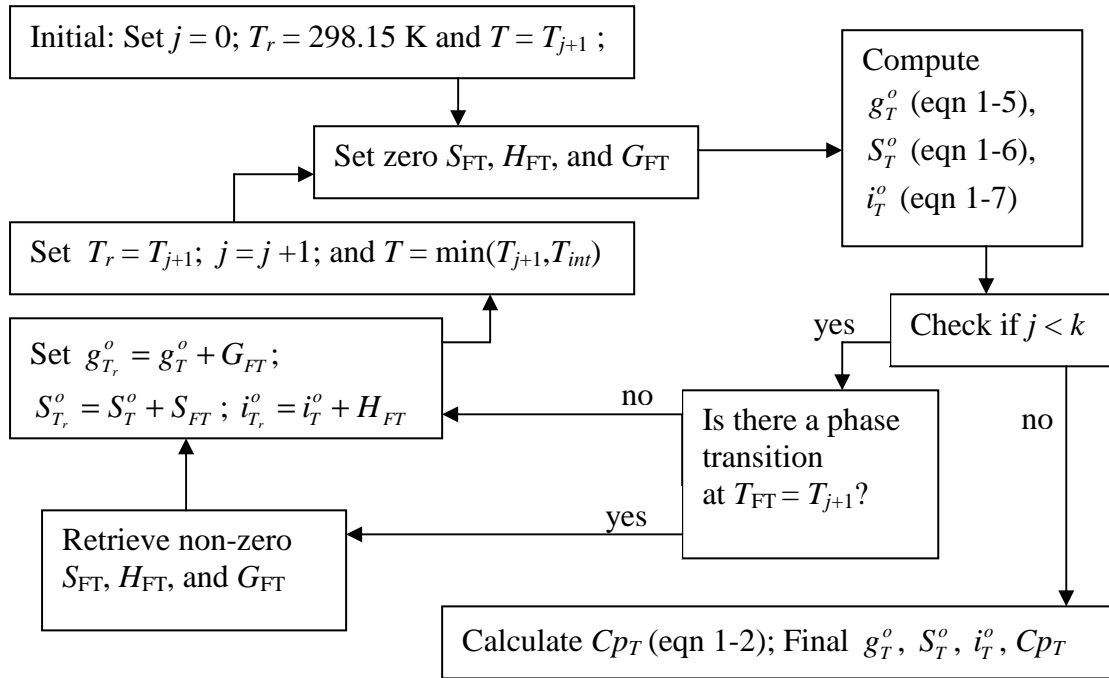 Initial: Set j = 0; T_r = 298.15 K and T = T_{j+1} ;
Set zero S_FT, H_FT, and G_FT
Compute
g_T^o (eqn 1-5),
S_T^o (eqn 1-6),
i_T^o (eqn 1-7)
Set T_r = T_{j+1}; j = j +1; and T = min(T_{j+1},T_int)
Check if j < k
yes
no
Set g_{T_r}^o = g_T^o + G_FT ;
S_{T_r}^o = S_T^o + S_FT ; i_{T_r}^o = i_T^o + H_FT
no
Is there a phase
transition
at T_FT = T_{j+1}?
yes
Retrieve non-zero
S_FT, H_FT, and G_FT
Calculate Cp_T (eqn 1-2); Final g_T^o, S_T^o, i_T^o, Cp_T